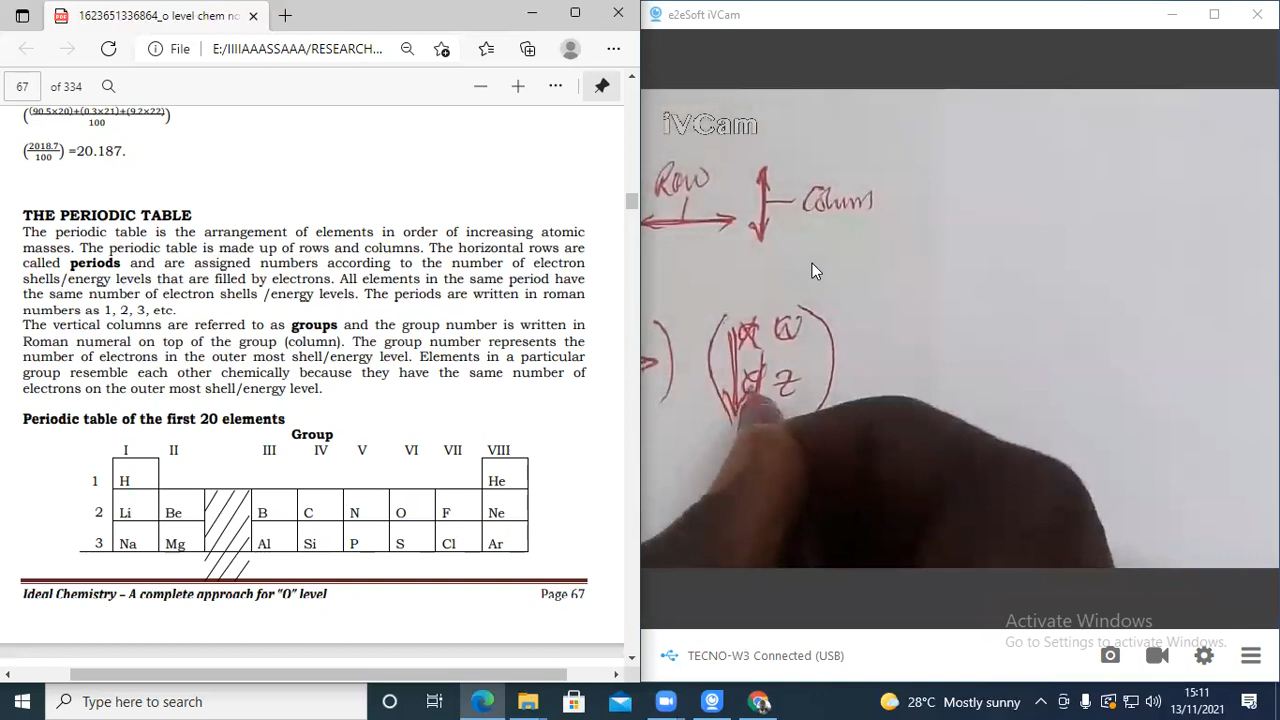 1623651336864_o level chem no
File
E:/IIIIAAASSAAA/RESEARCH...
67 of 334
((90.5×20)+(0.3×21)+(9.2×22)
100)
(2018.7
100) =20.187.
THE PERIODIC TABLE
The periodic table is the arrangement of elements in order of increasing atomic
masses. The periodic table is made up of rows and columns. The horizontal rows are
called periods and are assigned numbers according to the number of electron
shells/energy levels that are filled by electrons. All elements in the same period have
the same number of electron shells /energy levels. The periods are written in roman
numbers as 1, 2, 3, etc.
The vertical columns are referred to as groups and the group number is written in
Roman numeral on top of the group (column). The group number represents the
number of electrons in the outer most shell/energy level. Elements in a particular
group resemble each other chemically because they have the same number of
electrons on the outer most shell/energy level.
Periodic table of the first 20 elements
Group
I II III IV V VI VII VIII
1 H He
2 Li Be B C N O F Ne
3 Na Mg Al Si P S Cl Ar
Ideal Chemistry – A complete approach for "O" level Page 67
e2eSoft iVCam
iVCam
Row
Column
W
Z
Activate Windows
Go to Settings to activate Windows.
TECNO-W3 Connected (USB)
Type here to search
28°C Mostly sunny
15:11
13/11/2021